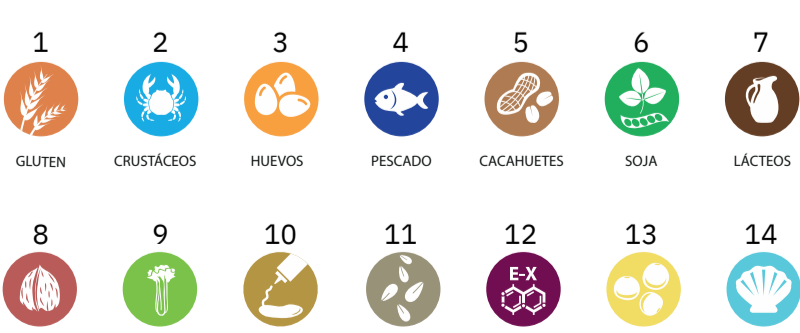 1 2 3 4 5 6 7
GLUTEN CRUSTÁCEOS HUEVOS PESCADO CACAHUETES SOJA LÁCTEOS
8 9 10 11 12 13 14
E-X